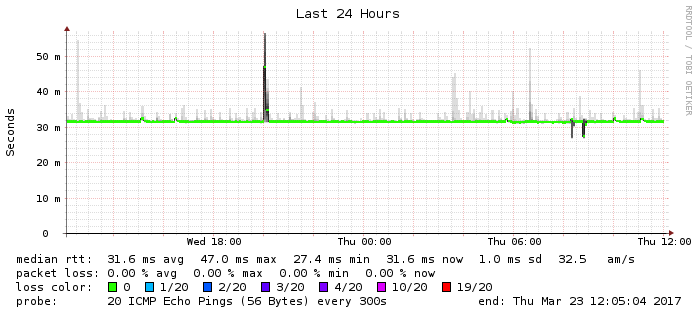 Last 24 Hours
RRDTOOL / TOBI OETIKER
Seconds
50 m
40 m
30 m
20 m
10 m
0
Wed 18:00 Thu 00:00 Thu 06:00 Thu 12:00
median rtt: 31.6 ms avg 47.0 ms max 27.4 ms min 31.6 ms now 1.0 ms sd 32.5 am/s
packet loss: 0.00 % avg 0.00 % max 0.00 % min 0.00 % now
loss color: 0 1/20 2/20 3/20 4/20 10/20 19/20
probe: 20 ICMP Echo Pings (56 Bytes) every 300s end: Thu Mar 23 12:05:04 2017